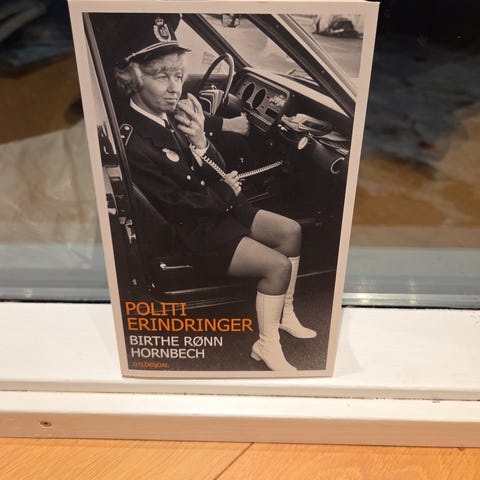 POLITI
ERINDRINGER
BIRTHE RØNN
HORNBECH
GYLDENDAL